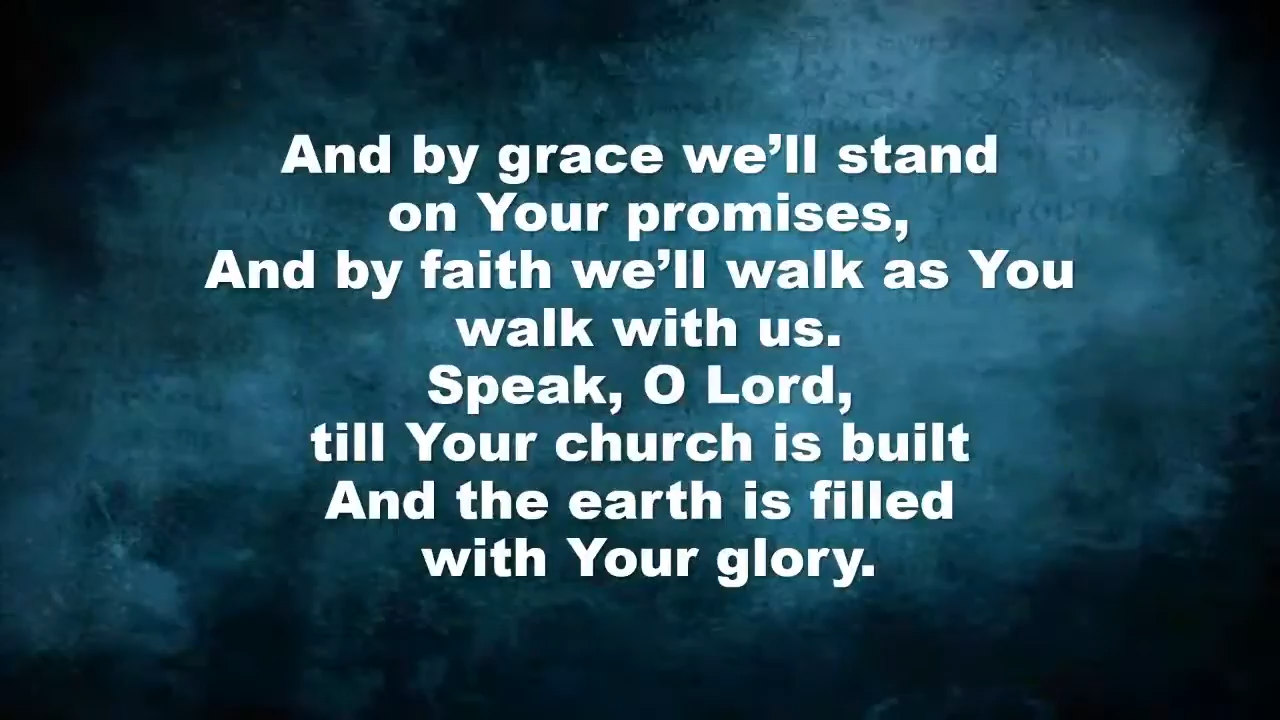 And by grace we’ll stand
on Your promises,
And by faith we’ll walk as You
walk with us.
Speak, O Lord,
till Your church is built
And the earth is filled
with Your glory.